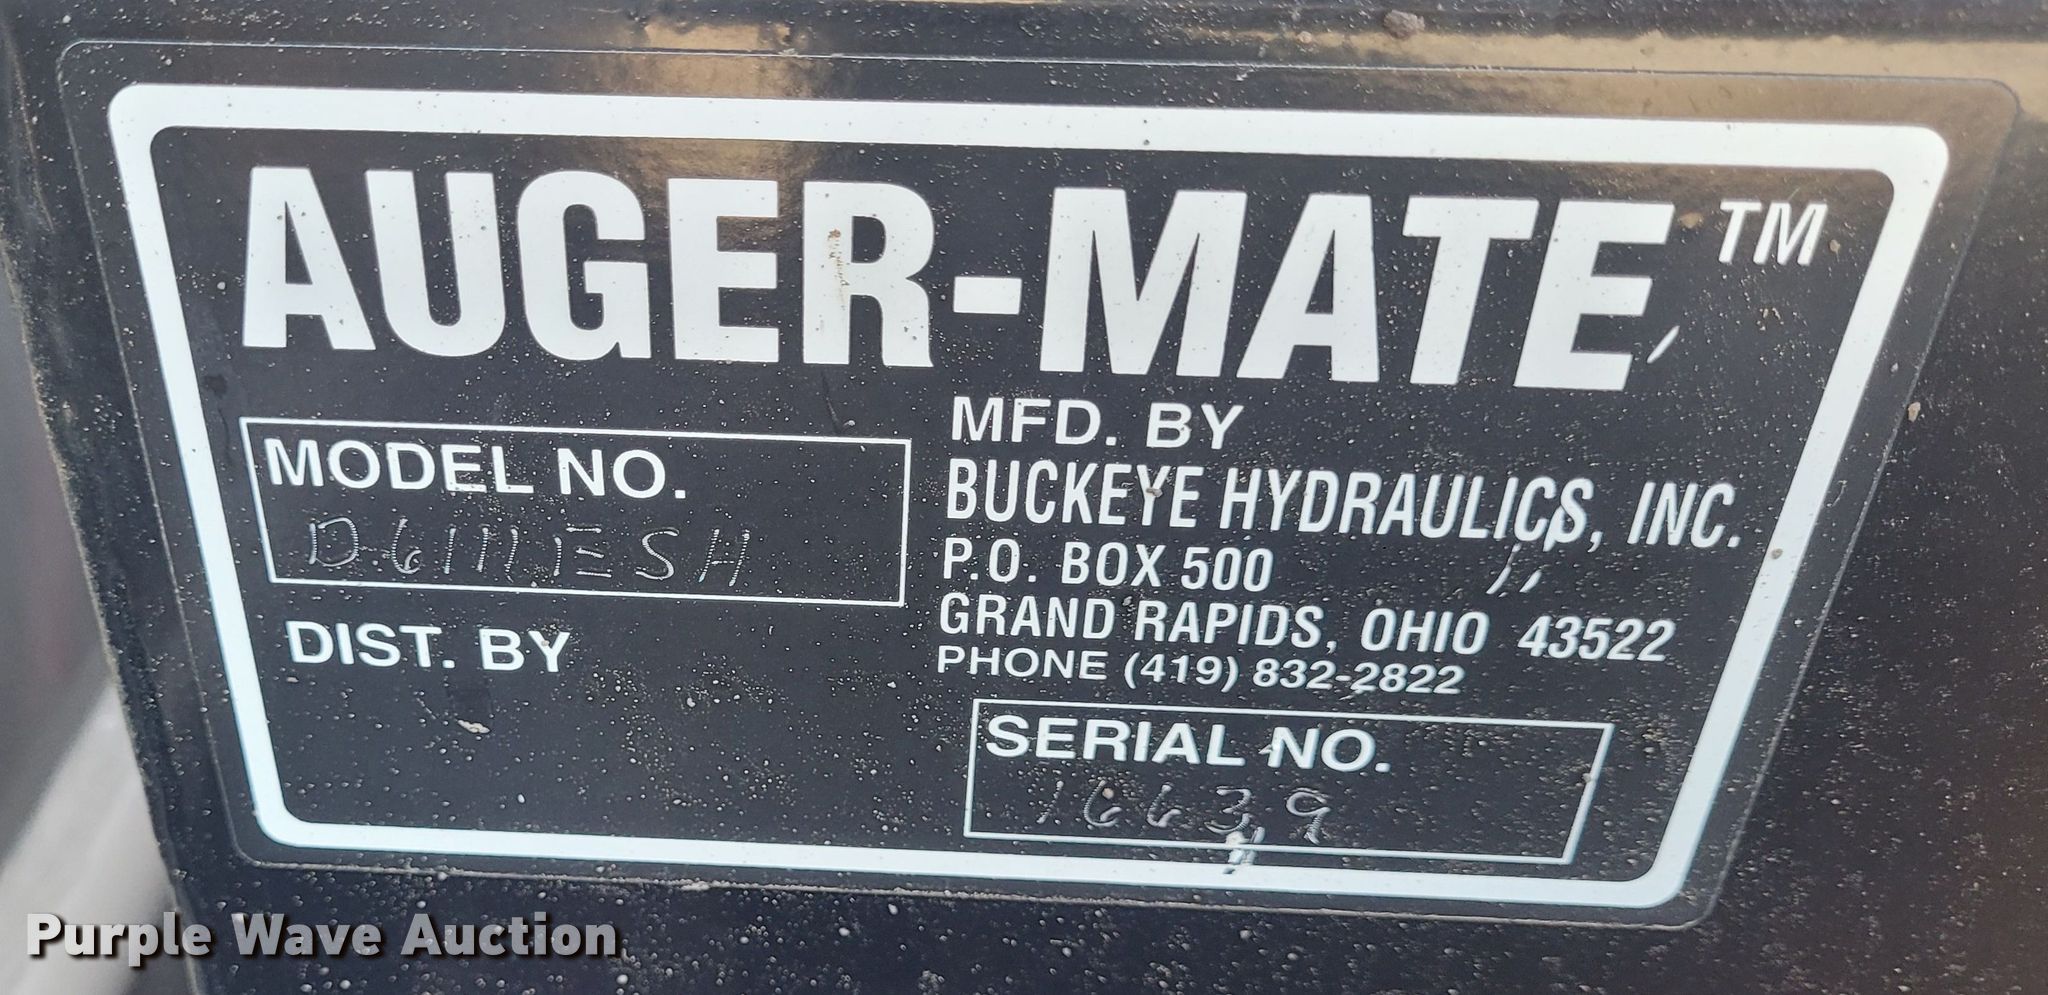 AUGER-MATE™
MODEL NO.
D6111ESH
DIST. BY
MFD. BY
BUCKEYE HYDRAULICS, INC.
P.O. BOX 500
GRAND RAPIDS, OHIO 43522
PHONE (419) 832-2822
SERIAL NO.
16639
Purple Wave Auction